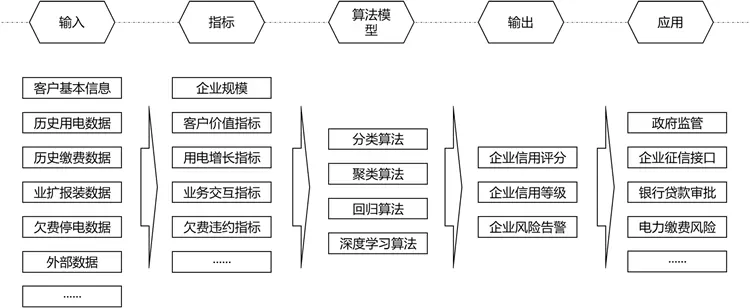 输入
指标
算法模
型
输出
应用
客户基本信息
历史用电数据
历史缴费数据
业扩报装数据
欠费停电数据
外部数据
......
企业规模
客户价值指标
用电增长指标
业务交互指标
欠费违约指标
......
分类算法
聚类算法
回归算法
深度学习算法
企业信用评分
企业信用等级
企业风险告警
政府监管
企业征信接口
银行贷款审批
电力缴费风险
......